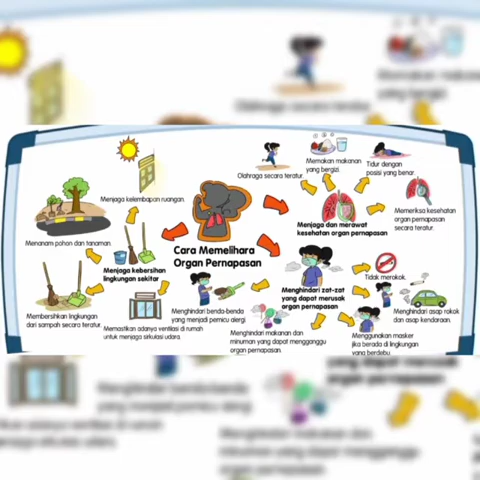 Olahraga secara teratur.
Memakan makanan
yang bergizi.
Tidur dengan
posisi yang benar.
Memeriksa kesehatan
organ pernapasan
secara teratur.
Menjaga dan merawat
kesehatan organ pernapasan
Menjaga kelembapan ruangan.
Menanam pohon dan tanaman.
Menjaga kebersihan
lingkungan sekitar
Membersihkan lingkungan
dari sampah secara teratur.
Memastikan adanya ventilasi di rumah
untuk menjaga sirkulasi udara.
Cara Memelihara
Organ Pernapasan
Menghindari zat-zat
yang dapat merusak
organ pernapasan
Tidak merokok.
Menghindari asap rokok
dan asap kendaraan.
Menggunakan masker
jika berada di lingkungan
yang berdebu.
Menghindari benda-benda
yang menjadi pemicu alergi.
Menghindari makanan dan
minuman yang dapat mengganggu
organ pernapasan.